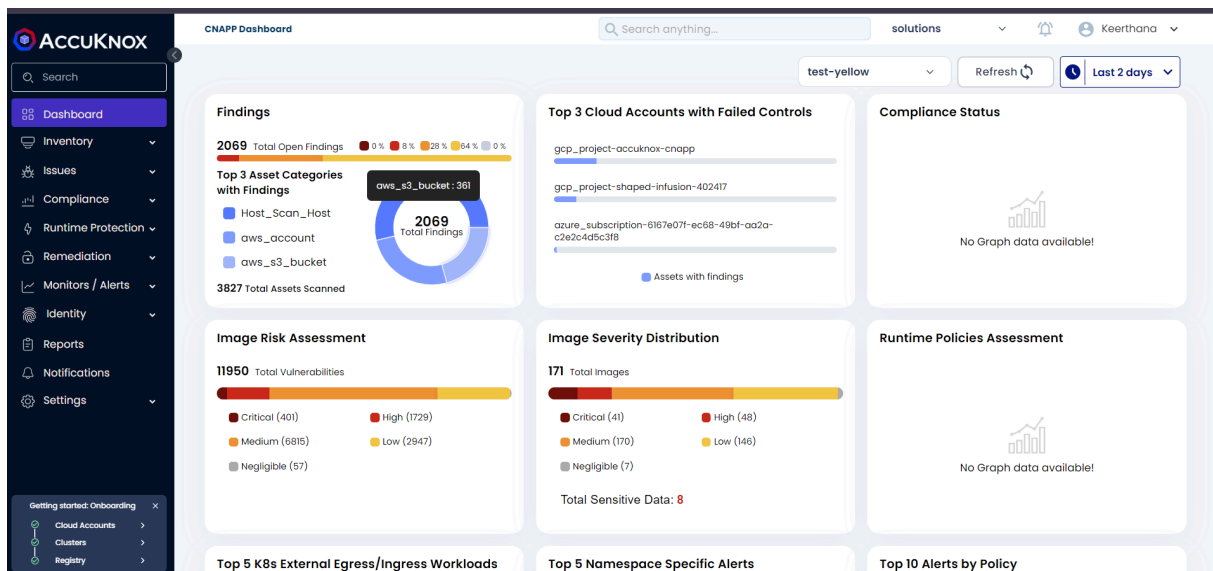 ACCUKNOX
Search
Dashboard
Inventory
Issues
Compliance
Runtime Protection
Remediation
Monitors / Alerts
Identity
Reports
Notifications
Settings
Getting started: Onboarding
Cloud Accounts
Clusters
Registry
CNAPP Dashboard
Search anything...
solutions
Keerthana
test-yellow
Refresh
Last 2 days
Findings
2069 Total Open Findings 0 % 8 % 28 % 64 % 0 %
Top 3 Asset Categories
with Findings
Host_Scan_Host
aws_account
aws_s3_bucket
aws_s3_bucket : 361
2069
Total Findings
3827 Total Assets Scanned
Top 3 Cloud Accounts with Failed Controls
gcp_project-accuknox-cnapp
gcp_project-shaped-infusion-402417
azure_subscription-6167e07f-ec68-49bf-aa2a-
c2e2c4d5c3f8
Assets with findings
Compliance Status
No Graph data available!
Image Risk Assessment
11950 Total Vulnerabilities
Critical (401) High (1729)
Medium (6815) Low (2947)
Negligible (57)
Image Severity Distribution
171 Total Images
Critical (41) High (48)
Medium (170) Low (146)
Negligible (7)
Total Sensitive Data: 8
Runtime Policies Assessment
No Graph data available!
Top 5 K8s External Egress/Ingress Workloads
Top 5 Namespace Specific Alerts
Top 10 Alerts by Policy